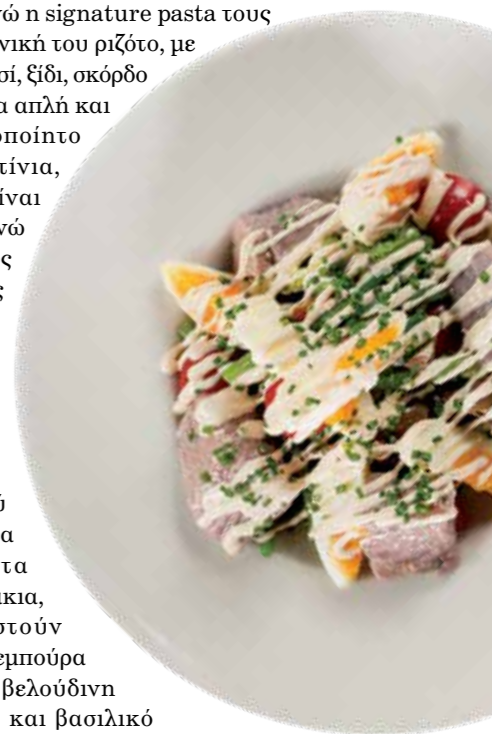 ώ η signature pasta τους
νική του ριζότο, με
σί, ξίδι, σκόρδο
α απλή και
οποίητο
τίνια,
ίναι
νώ
ς
ς
ύ
α
τα
κια,
στούν
εμπούρα
βελούδινη
και βασιλικό